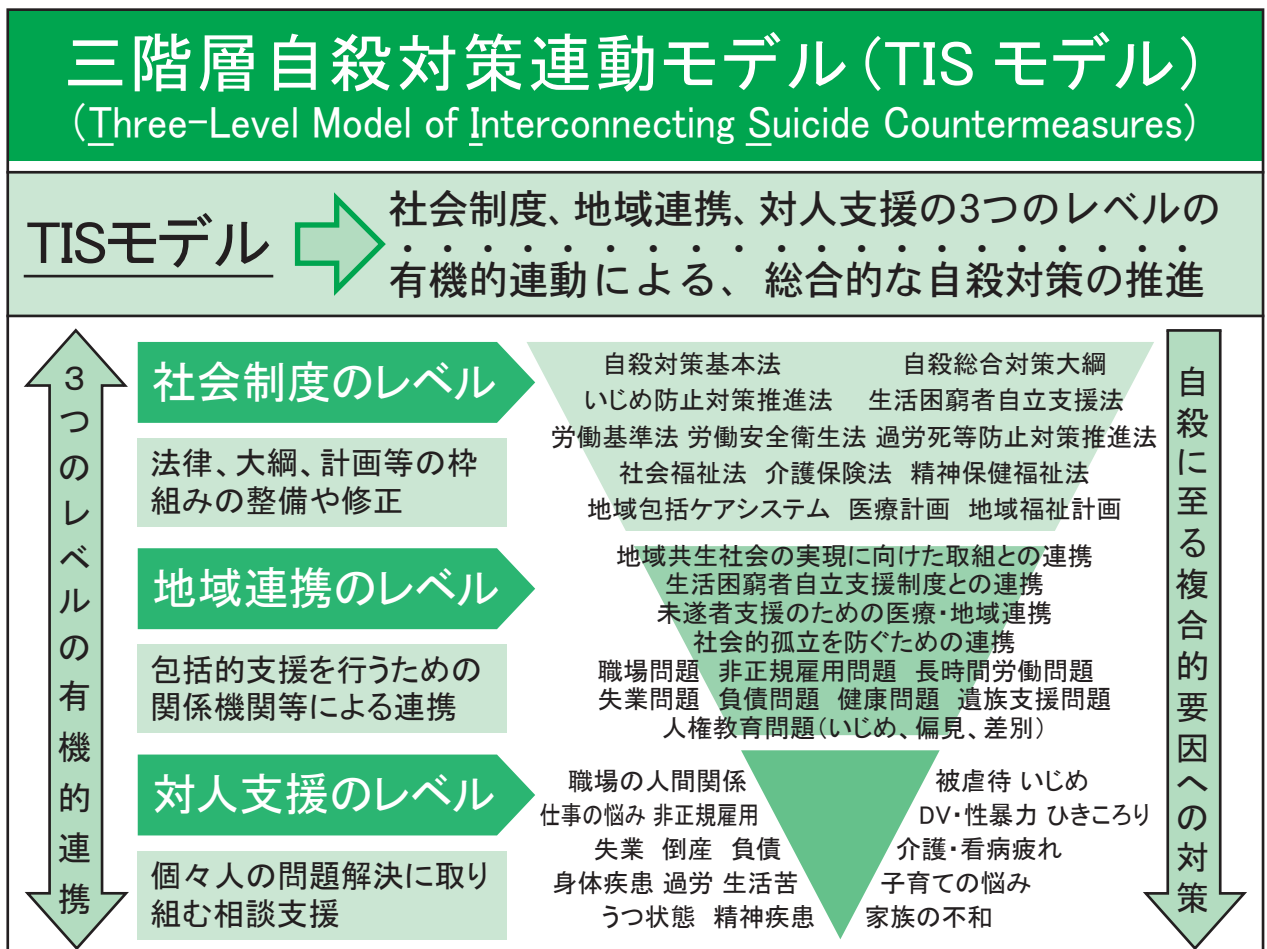 三階層自殺対策連動モデル(TIS モデル)
(Three-Level Model of Interconnecting Suicide Countermeasures)
TISモデル
社会制度、地域連携、対人支援の3つのレベルの
有機的連動による、総合的な自殺対策の推進
3つのレベルの有機的連携
社会制度のレベル
法律、大綱、計画等の枠
組みの整備や修正
自殺対策基本法 自殺総合対策大綱
いじめ防止対策推進法 生活困窮者自立支援法
労働基準法 労働安全衛生法 過労死等防止対策推進法
社会福祉法 介護保険法 精神保健福祉法
地域包括ケアシステム 医療計画 地域福祉計画
地域連携のレベル
包括的支援を行うための
関係機関等による連携
地域共生社会の実現に向けた取組との連携
生活困窮者自立支援制度との連携
未遂者支援のための医療・地域連携
社会的孤立を防ぐための連携
職場問題 非正規雇用問題 長時間労働問題
失業問題 負債問題 健康問題 遺族支援問題
人権教育問題(いじめ、偏見、差別)
対人支援のレベル
個々人の問題解決に取り
組む相談支援
職場の人間関係 被虐待 いじめ
仕事の悩み 非正規雇用 DV・性暴力 ひきころり
失業 倒産 負債 介護・看病疲れ
身体疾患 過労 生活苦 子育ての悩み
うつ状態 精神疾患 家族の不和
自殺に至る複合的要因への対策